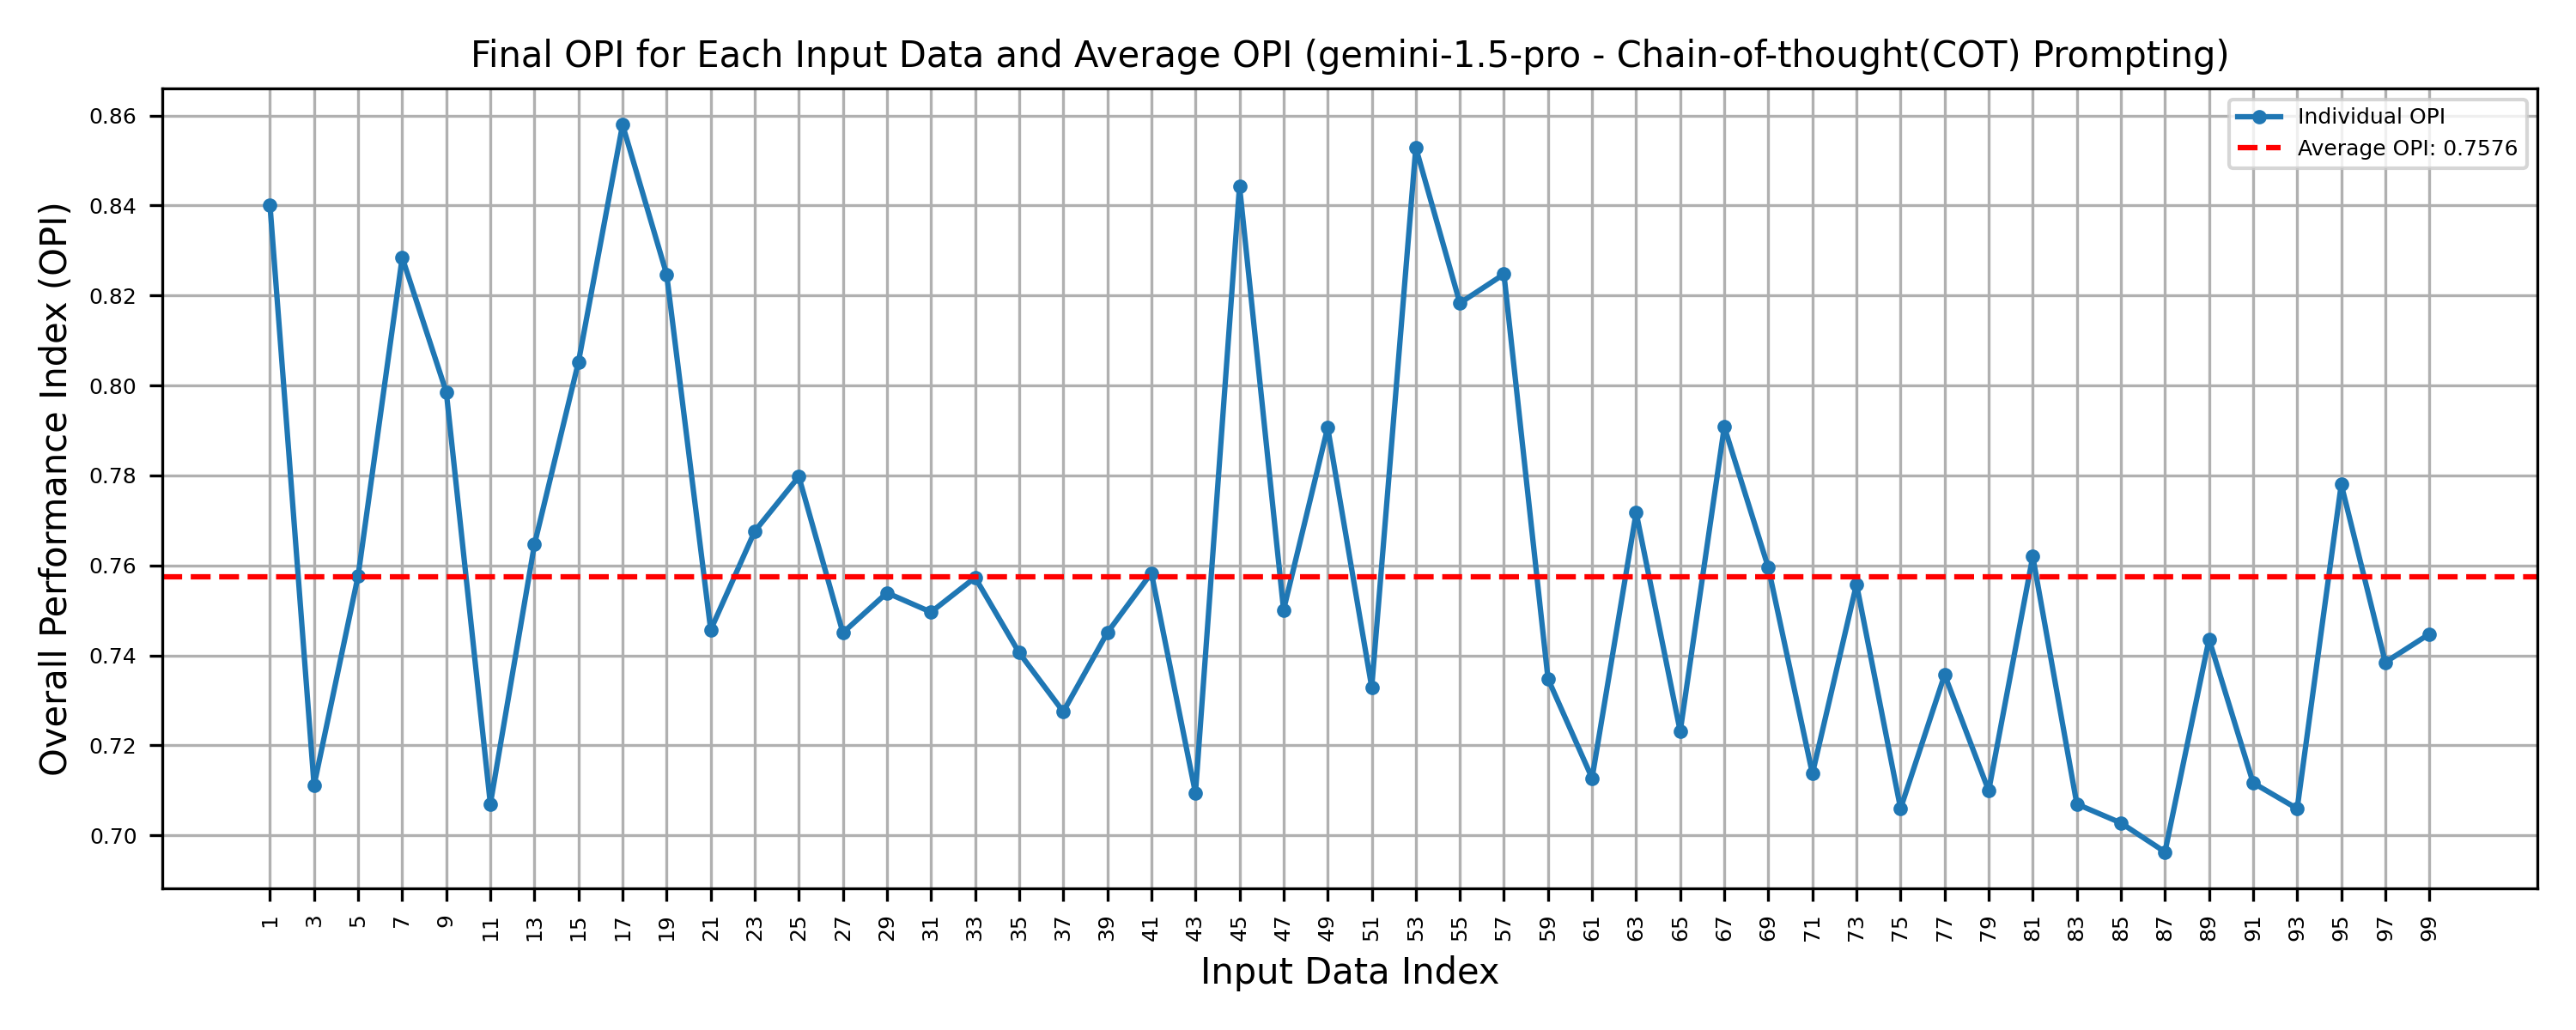 Final OPI for Each Input Data and Average OPI (gemini-1.5-pro - Chain-of-thought(COT) Prompting)
Individual OPI
Average OPI: 0.7576
Overall Performance Index (OPI)
0.86
0.84
0.82
0.80
0.78
0.76
0.74
0.72
0.70
1 3 5 7 9 11 13 15 17 19 21 23 25 27 29 31 33 35 37 39 41 43 45 47 49 51 53 55 57 59 61 63 65 67 69 71 73 75 77 79 81 83 85 87 89 91 93 95 97 99
Input Data Index